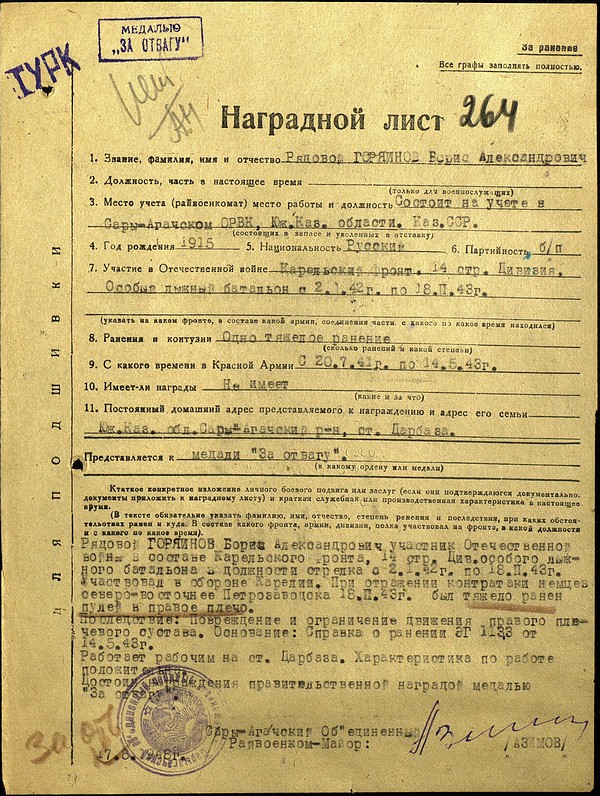 МЕДАЛЬЮ
"ЗА ОТВАГУ"
ТУРК
За ранение
Все графы заполнять полностью.
Наградной лист 264
1. Звание, фамилия, имя и отчество Рядовой ГОРЯИНОВ Борис Александрович
2. Должность, часть в настоящее время
(только для военнослужащих)
3. Место учета (райвоенкомат) место работы и должность Состоит на учете в
Сары-Агачском ОРВК, Юж.Каз. области. Каз.ССР.
(состоящих в запасе и уволенных в отставку)
4. Год рождения 1915 5. Национальность Русский 6. Партийность б/п
7. Участие в Отечественной войне Карельский фронт. 14 стр. Дивизия.
Особый лыжный батальон с 2.1.42г. по 18.П.43г.
(указать на каком фронте, в составе какой армии, соединения части, с какого по какое время находился)
8. Ранения и контузии Одно тяжелое ранение
(сколько ранений и какой степени)
9. С какого времени в Красной Армии С 20.7.41г. по 14.5.43г.
10. Имеет-ли награды Не имеет
(какие и за что)
11. Постоянный домашний адрес представляемого к награждению и адрес его семьи
Юж.Каз. обл.Сары-Агачский р-н, ст. Дарбаза.
Представляется к медали "За отвагу".
(к какому ордену или медали)
Кткаткое конкретное изложение личного боевого подвига или заслуг (если они подтверждаются документально,
документы приложить к наградному листу) и краткая служебная или производственная характеристика в настоящее
время.
(В тексте обязательно указать фамилию, имя, отчество, степень ранения и последствия, при каких обстоя-
тельствах ранен и куда. В составе какого фронта, армии, дивизии, полка участвовал на фронте, в какой должности
и с какого по какое время).
Рядовой ГОРЯИНОВ Борис Александрович участник Отечественной
войны в составе Карельского фронта, 14 стр. Див.особого лыж-
ного батальона в должности стрелка с 2.1.42г. по 18.П.43г.
Участвовал в обороне Карелии. При отражении контратаки немцев
северо-восточнее Петрозаводска 18.П.43г. был тяжело ранен
пулей в правое плечо.
Последствие: Повреждение и ограничение движения правого пле-
чевого сустава. Основание: Справка о ранении ЭГ 1133 от
14.5.43г.
Работает рабочим на ст. Дарбаза. Характеристика по работе
Достоин награждения правительственной наградой медалью
"За отвагу"
Сары-Агачский Об"единенный
Райвоенком-Майор: /АЗИМОВ/
За от
ДЛЯ ПОДШИВКИ